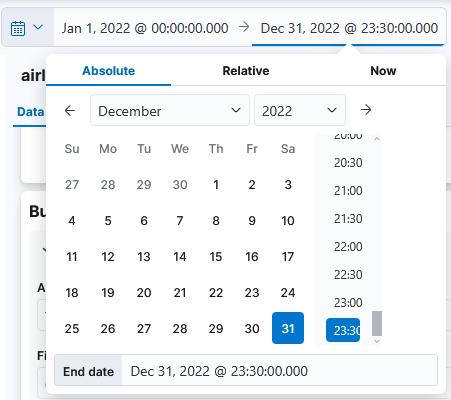 Jan 1, 2022 @ 00:00:00.000 → Dec 31, 2022 @ 23:30:00.000
Absolute Relative Now
December 2022
Su Mo Tu We Th Fr Sa
27 28 29 30 1 2 3
4 5 6 7 8 9 10
11 12 13 14 15 16 17
18 19 20 21 22 23 24
25 26 27 28 29 30 31
20:00
20:30
21:00
21:30
22:00
22:30
23:00
23:30
End date Dec 31, 2022 @ 23:30:00.000
Data